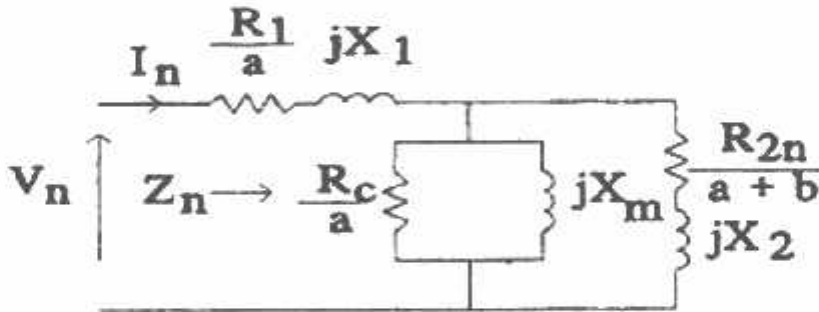 I_n
R_1
a
jX_1
V_n
Z_n
R_c
a
jX_m
R_2n
a + b
jX_2